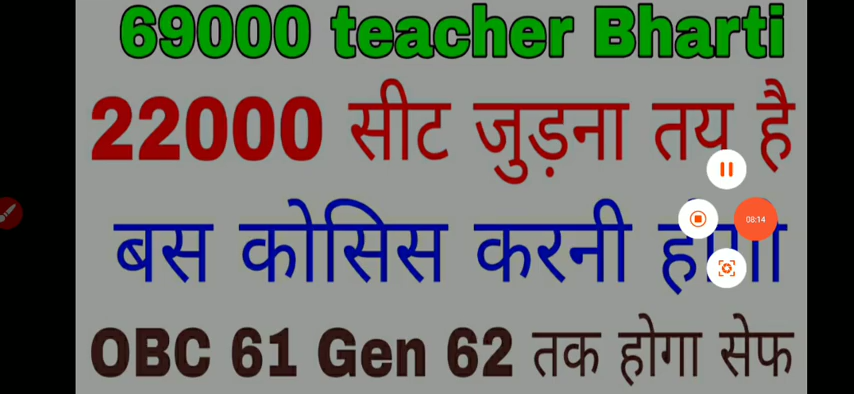 69000 teacher Bharti
22000 सीट जुड़ना तय है
08:14
बस कोसिस करनी होगा
OBC 61 Gen 62 तक होगा सेफ